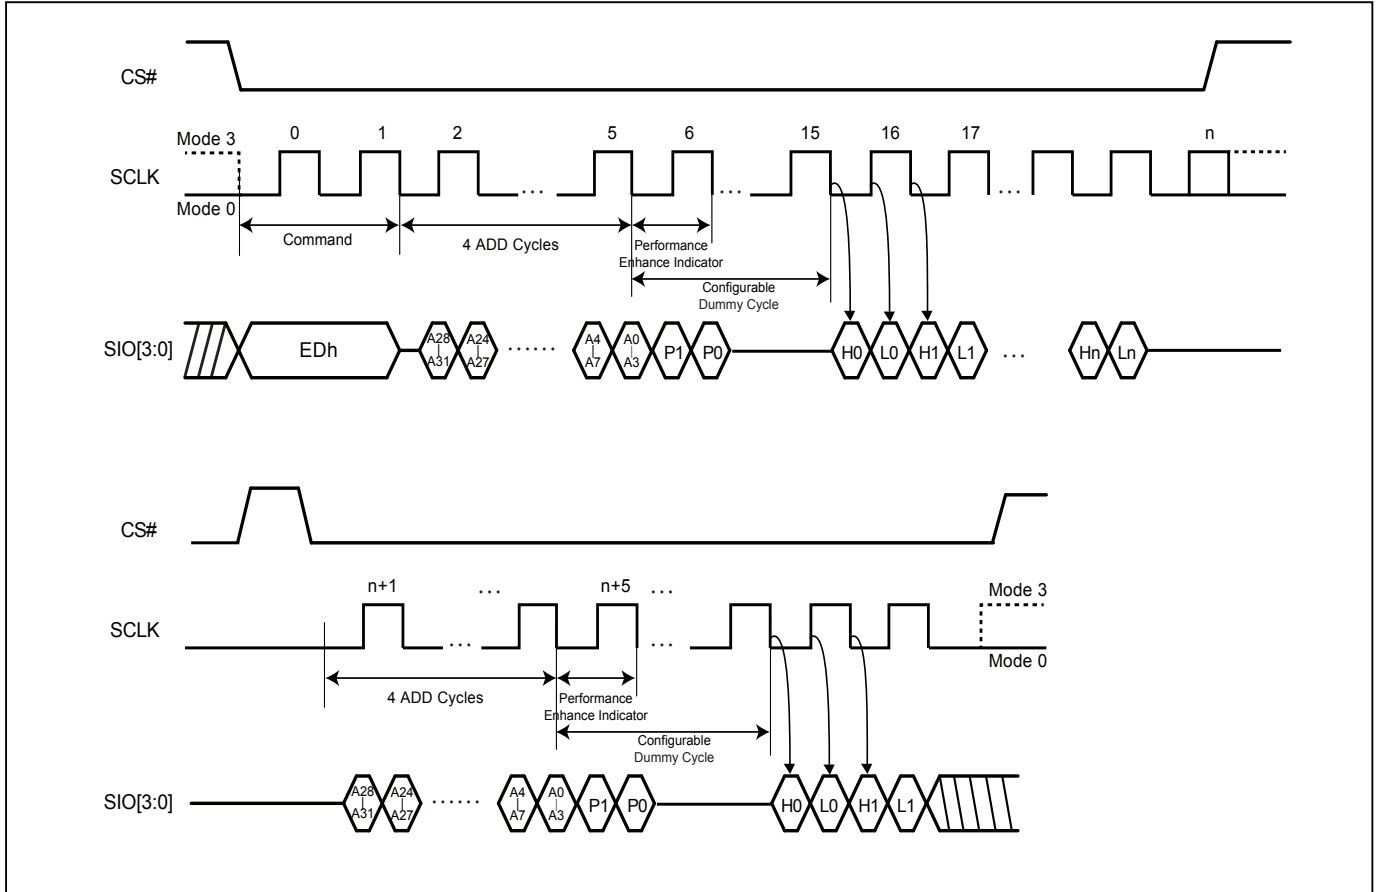 CS#
0 1 2 5 6 15 16 17 n
Mode 3
SCLK
...
...
...
Mode 0
Command
4 ADD Cycles
Performance
Enhance Indicator
Configurable
Dummy Cycle
SIO[3:0]
EDh
A28
A31
A24
A27
......
A4
A7
A0
A3
P1
P0
H0
L0
H1
L1
...
Hn
Ln
CS#
n+1 ... n+5 ...
Mode 3
SCLK
...
...
Mode 0
4 ADD Cycles
Performance
Enhance Indicator
Configurable
Dummy Cycle
SIO[3:0]
A28
A31
A24
A27
......
A4
A7
A0
A3
P1
P0
H0
L0
H1
L1